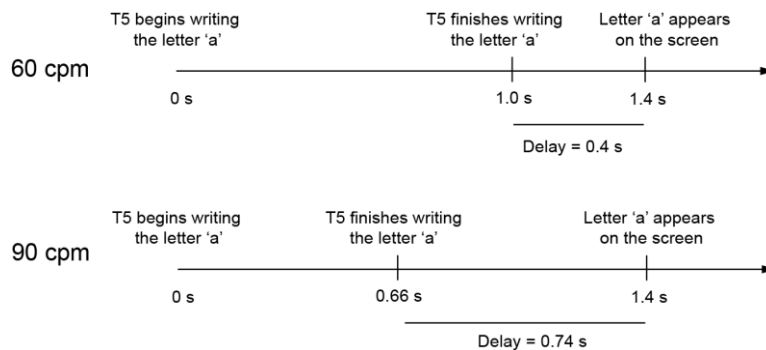 T5 begins writing
the letter ‘a’
T5 finishes writing
the letter ‘a’
Letter ‘a’ appears
on the screen
60 cpm
0 s
1.0 s
1.4 s
Delay = 0.4 s
T5 begins writing
the letter ‘a’
T5 finishes writing
the letter ‘a’
Letter ‘a’ appears
on the screen
90 cpm
0 s
0.66 s
1.4 s
Delay = 0.74 s